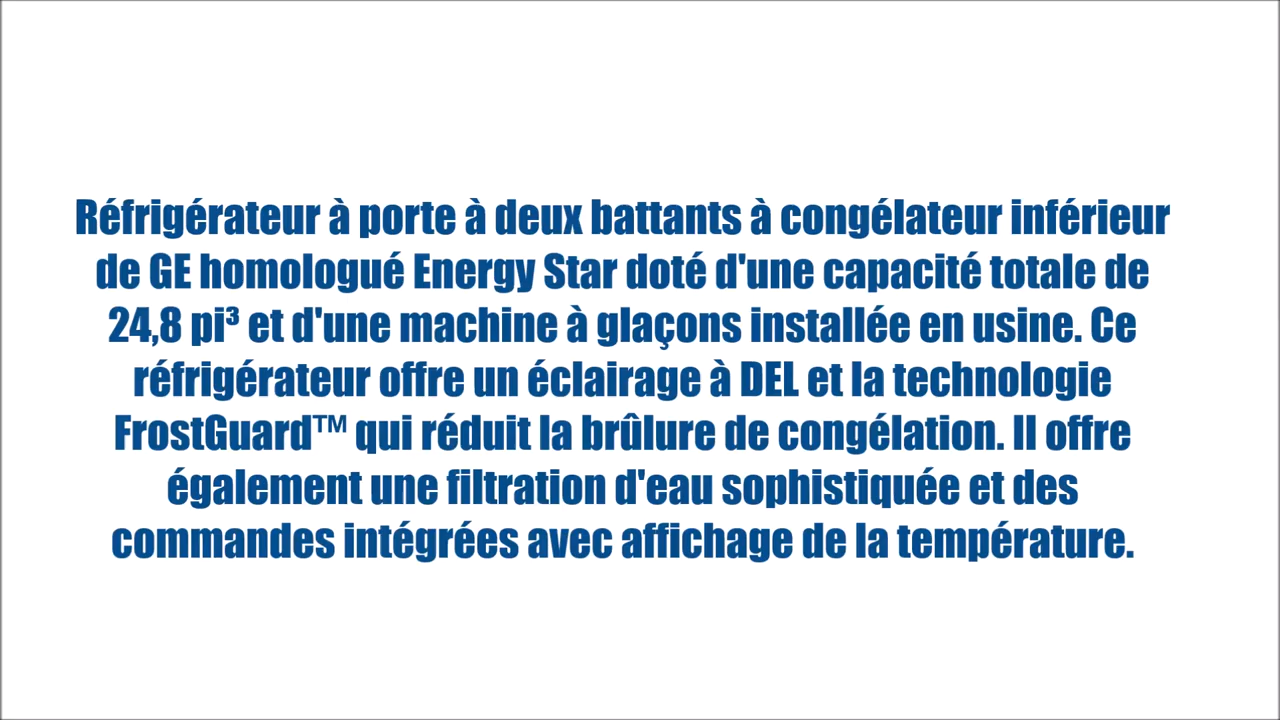 Réfrigérateur à porte à deux battants à congélateur inférieur
de GE homologué Energy Star doté d'une capacité totale de
24,8 pi³ et d'une machine à glaçons installée en usine. Ce
réfrigérateur offre un éclairage à DEL et la technologie
FrostGuard™ qui réduit la brûlure de congélation. Il offre
également une filtration d'eau sophistiquée et des
commandes intégrées avec affichage de la température.